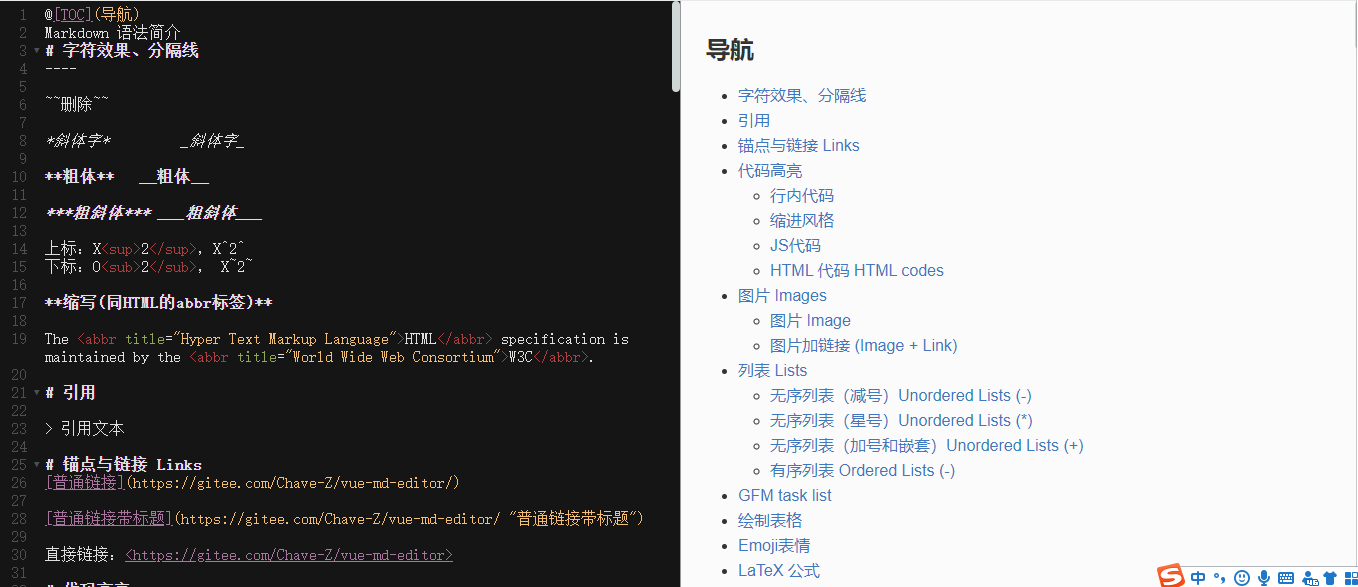 1 @[TOC](导航)
2 Markdown 语法简介
3 # 字符效果、分隔线
4 ----
5
6 ~~删除~~
7
8 *斜体字* _斜体字_
9
10 **粗体** __粗体__
11
12 ***粗斜体*** ___粗斜体___
13
14 上标：X<sup>2</sup>，X^2^
15 下标：O<sub>2</sub>， X~2~
16
17 **缩写(同HTML的abbr标签)**
18
19 The <abbr title="Hyper Text Markup Language">HTML</abbr> specification is
maintained by the <abbr title="World Wide Web Consortium">W3C</abbr>.
20
21 # 引用
22
23 > 引用文本
24
25 # 锚点与链接 Links
26 [普通链接](https://gitee.com/Chave-Z/vue-md-editor/)
27
28 [普通链接带标题](https://gitee.com/Chave-Z/vue-md-editor/ "普通链接带标题")
29
30 直接链接：<https://gitee.com/Chave-Z/vue-md-editor>
31
导航
字符效果、分隔线
引用
锚点与链接 Links
代码高亮
行内代码
缩进风格
JS代码
HTML 代码 HTML codes
图片 Images
图片 Image
图片加链接 (Image + Link)
列表 Lists
无序列表（减号）Unordered Lists (-)
无序列表（星号）Unordered Lists (*)
无序列表（加号和嵌套）Unordered Lists (+)
有序列表 Ordered Lists (-)
GFM task list
绘制表格
Emoji表情
LaTeX 公式
S中